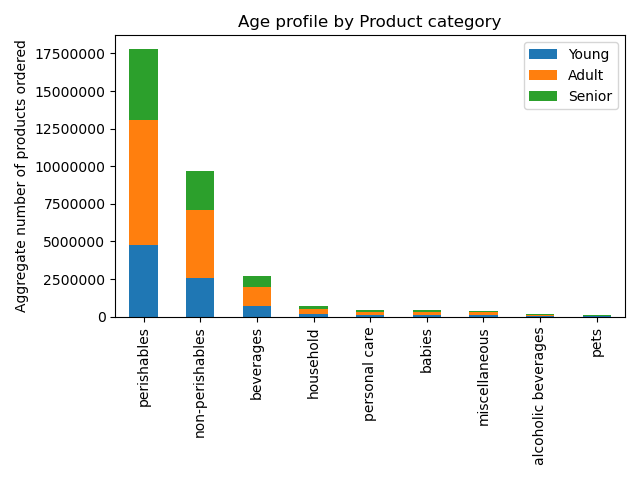 Age profile by Product category
Aggregate number of products ordered
17500000
15000000
12500000
10000000
7500000
5000000
2500000
0
Young
Adult
Senior
perishables
non-perishables
beverages
household
personal care
babies
miscellaneous
alcoholic beverages
pets